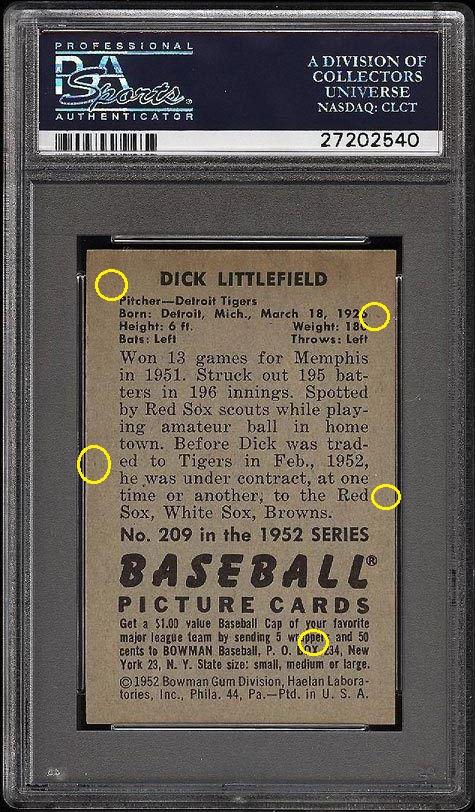 PROFESSIONAL
PSA
Sports
AUTHENTICATOR
A DIVISION OF
COLLECTORS
UNIVERSE
NASDAQ: CLCT
27202540
DICK LITTLEFIELD
Pitcher—Detroit Tigers
Born: Detroit, Mich., March 18, 1926
Height: 6 ft. Weight: 180
Bats: Left Throws: Left
Won 13 games for Memphis
in 1951. Struck out 195 bat-
ters in 196 innings. Spotted
by Red Sox scouts while play-
ing amateur ball in home
town. Before Dick was trad-
ed to Tigers in Feb., 1952,
he was under contract, at one
time or another, to the Red
Sox, White Sox, Browns.
No. 209 in the 1952 SERIES
BASEBALL®
PICTURE CARDS
Get a $1.00 value Baseball Cap of your favorite
major league team by sending 5 wrappers and 50
cents to BOWMAN Baseball, P. O. BOX 234, New
York 23, N. Y. State size: small, medium or large.
©1952 Bowman Gum Division, Haelan Labora-
tories, Inc., Phila. 44, Pa.—Ptd. in U. S. A.